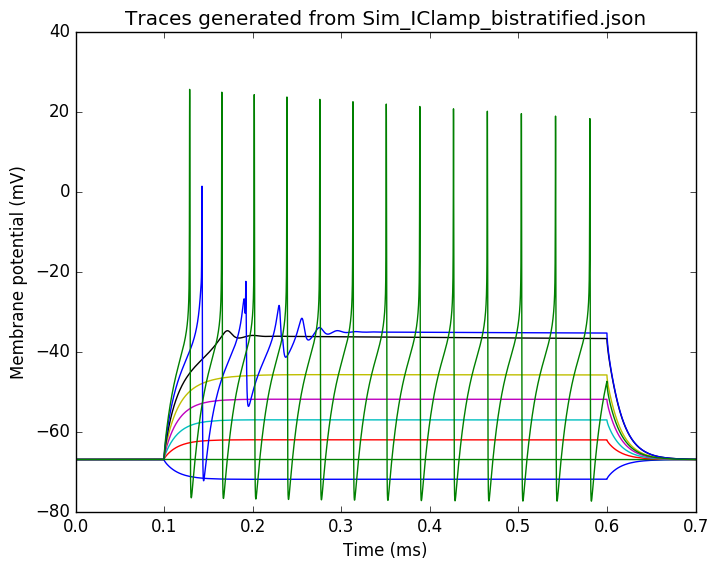 Traces generated from Sim_IClamp_bistratified.json
40
20
0
−20
−40
−60
−80
Membrane potential (mV)
0.0 0.1 0.2 0.3 0.4 0.5 0.6 0.7
Time (ms)